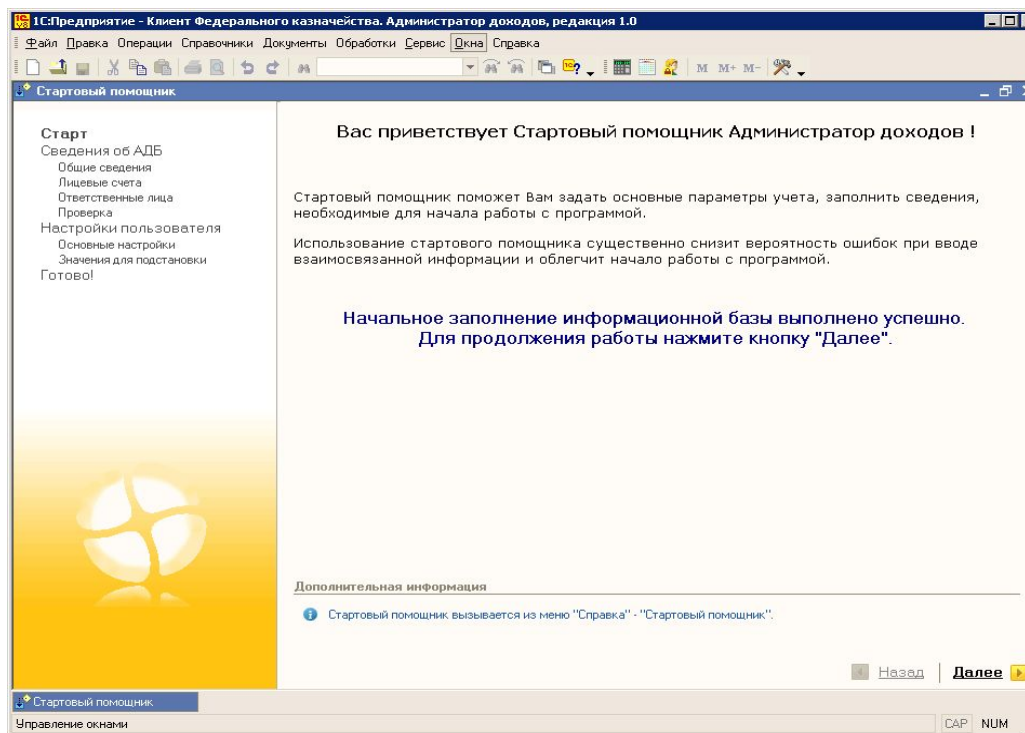 1С:Предприятие - Клиент Федерального казначейства. Администратор доходов, редакция 1.0
Файл Правка Операции Справочники Документы Обработки Сервис Окна Справка
M M+ M-
Стартовый помощник
Старт
Сведения об АДБ
Общие сведения
Лицевые счета
Ответственные лица
Проверка
Настройки пользователя
Основные настройки
Значения для подстановки
Готово!
Вас приветствует Стартовый помощник Администратор доходов !
Стартовый помощник поможет Вам задать основные параметры учета, заполнить сведения,
необходимые для начала работы с программой.
Использование стартового помощника существенно снизит вероятность ошибок при вводе
взаимосвязанной информации и облегчит начало работы с программой.
Начальное заполнение информационной базы выполнено успешно.
Для продолжения работы нажмите кнопку "Далее".
Дополнительная информация
Стартовый помощник вызывается из меню "Справка" - "Стартовый помощник".
Назад Далее
Стартовый помощник
Управление окнами
CAP NUM